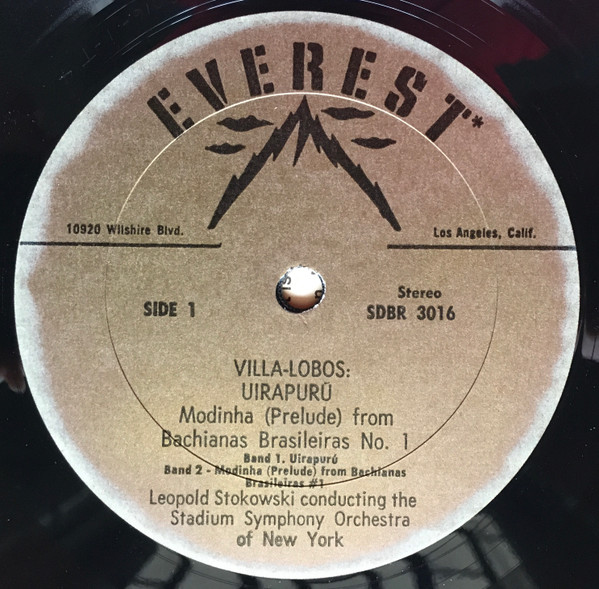 EVEREST*
10920 Wilshire Blvd.
Los Angeles, Calif.
SIDE 1
Stereo
SDBR 3016
VILLA-LOBOS:
UIRAPURŪ
Modinha (Prelude) from
Bachianas Brasileiras No. 1
Band 1. Uirapurú
Band 2 - Modinha (Prelude) from Bachianas
Brasileiras #1
Leopold Stokowski conducting the
Stadium Symphony Orchestra
of New York